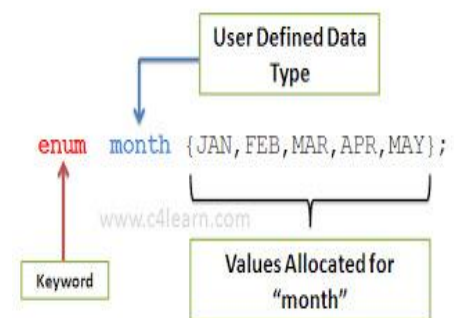 User Defined Data
Type
enum month {JAN,FEB,MAR,APR,MAY};
www.c4learn.com
Keyword
Values Allocated for
“month”